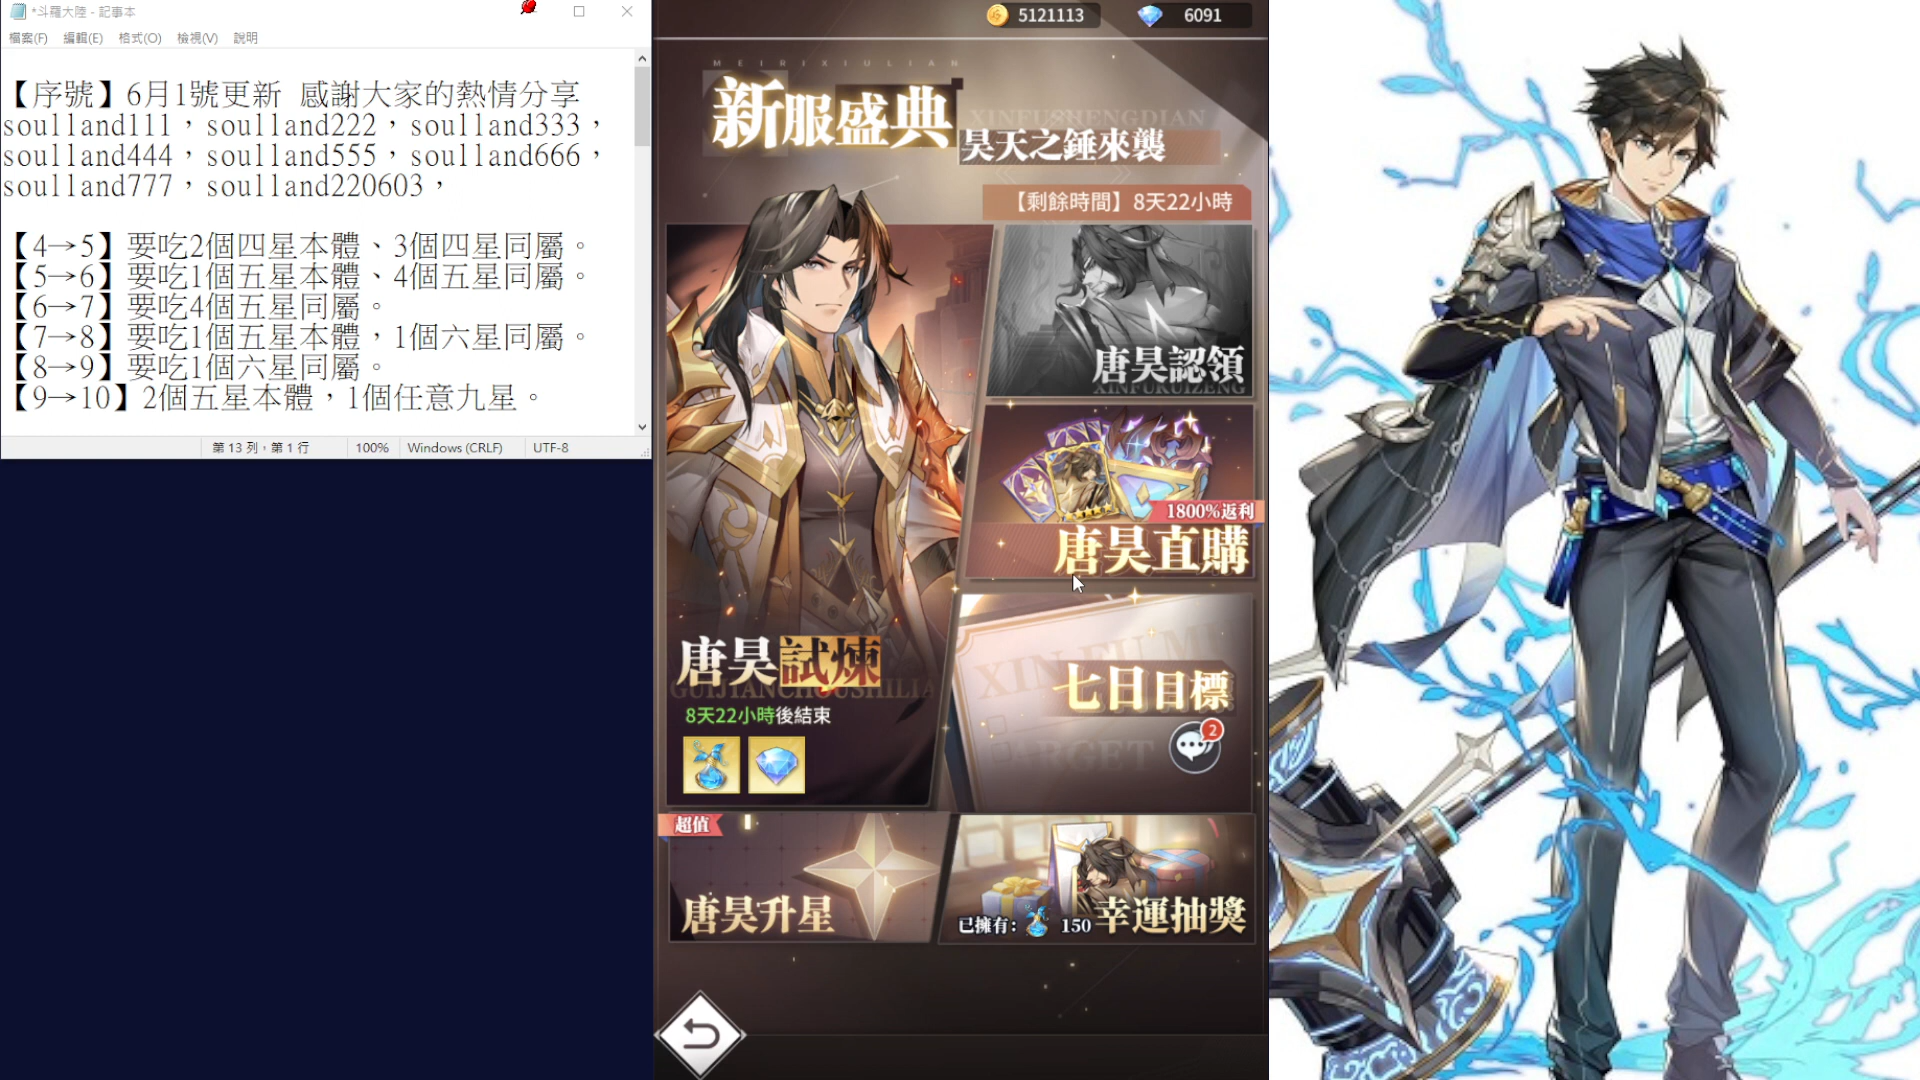 *斗羅大陸 - 記事本
檔案(F) 編輯(E) 格式(O) 檢視(V) 說明
【序號】6月1號更新 感謝大家的熱情分享
soulland111，soulland222，soulland333，
soulland444，soulland555，soulland666，
soulland777，soulland220603，
【4→5】要吃2個四星本體、3個四星同屬。
【5→6】要吃1個五星本體、4個五星同屬。
【6→7】要吃4個五星同屬。
【7→8】要吃1個五星本體，1個六星同屬。
【8→9】要吃1個六星同屬。
【9→10】2個五星本體，1個任意九星。
第 13 列，第 1 行 100% Windows (CRLF) UTF-8
5121113 6091
MEIRIXIULIAN
新服盛典
XINFUSHENGDIAN
昊天之錘來襲
【剩餘時間】8天22小時
唐昊認領
XINFUKUIZENG
1800%返利
唐昊直購
唐昊試煉
8天22小時後結束
七日目標
2
超值
唐昊升星
已擁有: 150
幸運抽獎